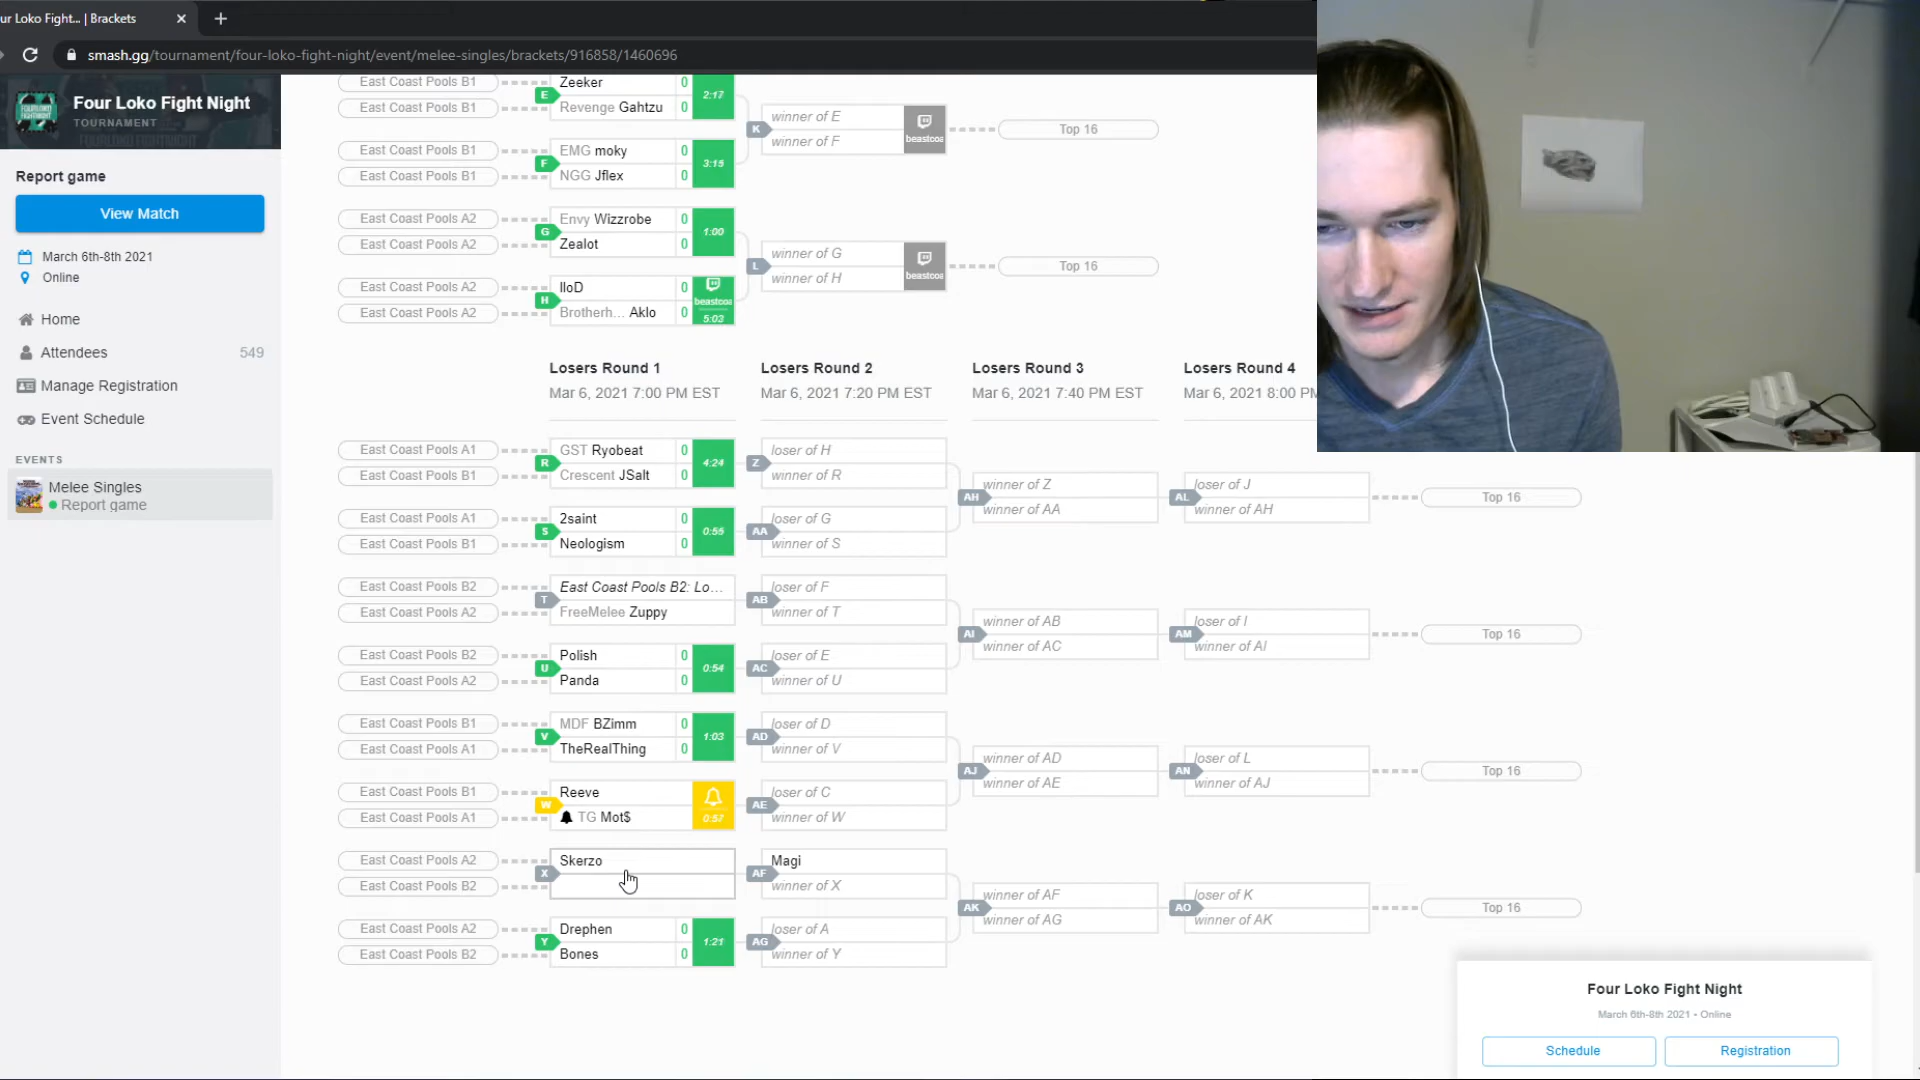 ur Loko Fight... | Brackets
smash.gg/tournament/four-loko-fight-night/event/melee-singles/brackets/916858/1460696
Four Loko Fight Night
TOURNAMENT
Report game
View Match
March 6th-8th 2021
Online
Home
Attendees 549
Manage Registration
Event Schedule
EVENTS
Melee Singles
Report game
East Coast Pools B1 Zeeker 0
E 2:17
East Coast Pools B1 Revenge Gahtzu 0
winner of E
K beastcoa Top 16
winner of F
East Coast Pools B1 EMG moky 0
F 3:15
East Coast Pools B1 NGG Jflex 0
East Coast Pools A2 Envy Wizzrobe 0
G 1:00
East Coast Pools A2 Zealot 0
winner of G
L beastcoa Top 16
winner of H
East Coast Pools A2 lloD 0
H beastcoa 5:02
East Coast Pools A2 Brotherh... Aklo 0
Losers Round 1 Losers Round 2 Losers Round 3 Losers Round 4
Mar 6, 2021 7:00 PM EST Mar 6, 2021 7:20 PM EST Mar 6, 2021 7:40 PM EST Mar 6, 2021 8:00 PM
East Coast Pools A1 GST Ryobeat 0 loser of H
R 4:24 Z
East Coast Pools B1 Crescent JSalt 0 winner of R
winner of Z loser of J
AH AL Top 16
winner of AA winner of AH
East Coast Pools A1 2saint 0 loser of G
S 0:55 AA
East Coast Pools B1 Neologism 0 winner of S
East Coast Pools B2 East Coast Pools B2: Lo... loser of F
T AB
East Coast Pools A2 FreeMelee Zuppy winner of T
winner of AB loser of I
AI AM Top 16
winner of AC winner of AI
East Coast Pools B2 Polish 0 loser of E
U 0:54 AC
East Coast Pools A2 Panda 0 winner of U
East Coast Pools B1 MDF BZimm 0 loser of D
V 1:03 AD
East Coast Pools A1 TheRealThing 0 winner of V
winner of AD loser of L
AJ AN Top 16
winner of AE winner of AJ
East Coast Pools B1 Reeve loser of C
W 0:57 AE
East Coast Pools A1 TG Mot$ winner of W
East Coast Pools A2 Skerzo Magi
X AF
East Coast Pools B2 winner of X
winner of AF loser of K
AK AO Top 16
winner of AG winner of AK
East Coast Pools A2 Drephen 0 loser of A
Y 1:21 AG
East Coast Pools B2 Bones 0 winner of Y
Four Loko Fight Night
March 6th-8th 2021 • Online
Schedule Registration